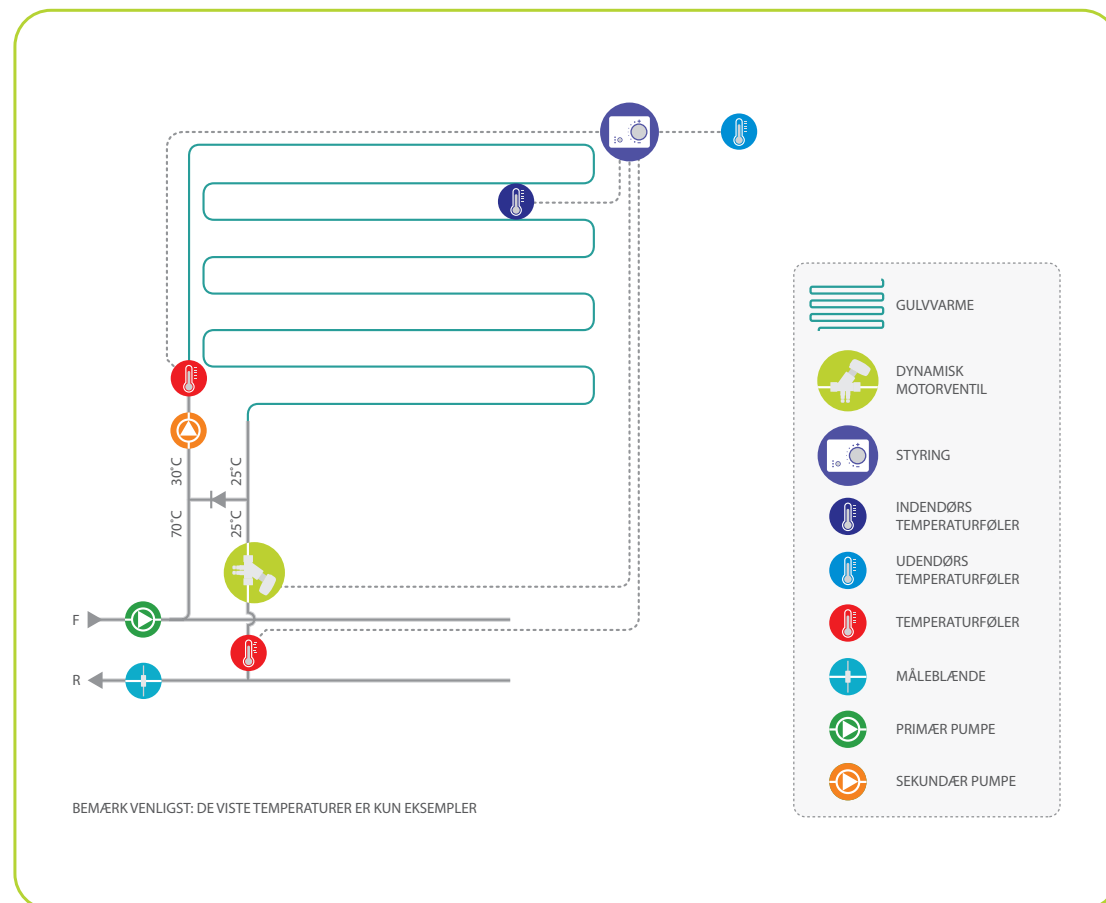 30°C
25°C
70°C
25°C
F
R
BEMÆRK VENLIGST: DE VISTE TEMPERATURER ER KUN EKSEMPLER
GULVVARME
DYNAMISK
MOTORVENTIL
STYRING
INDENDØRS
TEMPERATURFØLER
UDENDØRS
TEMPERATURFØLER
TEMPERATURFØLER
MÅLEBLÆNDE
PRIMÆR PUMPE
SEKUNDÆR PUMPE